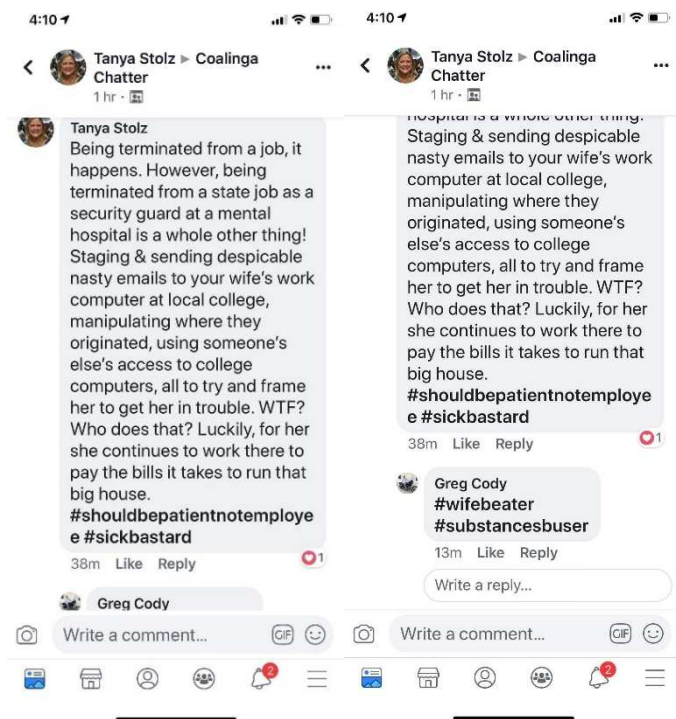 4:10
Tanya Stolz ▸ Coalinga
Chatter
1 hr ·
Tanya Stolz
Being terminated from a job, it
happens. However, being
terminated from a state job as a
security guard at a mental
hospital is a whole other thing!
Staging & sending despicable
nasty emails to your wife's work
computer at local college,
manipulating where they
originated, using someone's
else's access to college
computers, all to try and frame
her to get her in trouble. WTF?
Who does that? Luckily, for her
she continues to work there to
pay the bills it takes to run that
big house.
#shouldbepatientnotemploye
e #sickbastard
38m Like Reply
1
Greg Cody
Write a comment...
GIF
2
4:10
Tanya Stolz ▸ Coalinga
Chatter
1 hr ·
hospital is a whole other thing!
Staging & sending despicable
nasty emails to your wife's work
computer at local college,
manipulating where they
originated, using someone's
else's access to college
computers, all to try and frame
her to get her in trouble. WTF?
Who does that? Luckily, for her
she continues to work there to
pay the bills it takes to run that
big house.
#shouldbepatientnotemploye
e #sickbastard
38m Like Reply
1
Greg Cody
#wifebeater
#substancesbuser
13m Like Reply
Write a reply...
Write a comment...
GIF
2